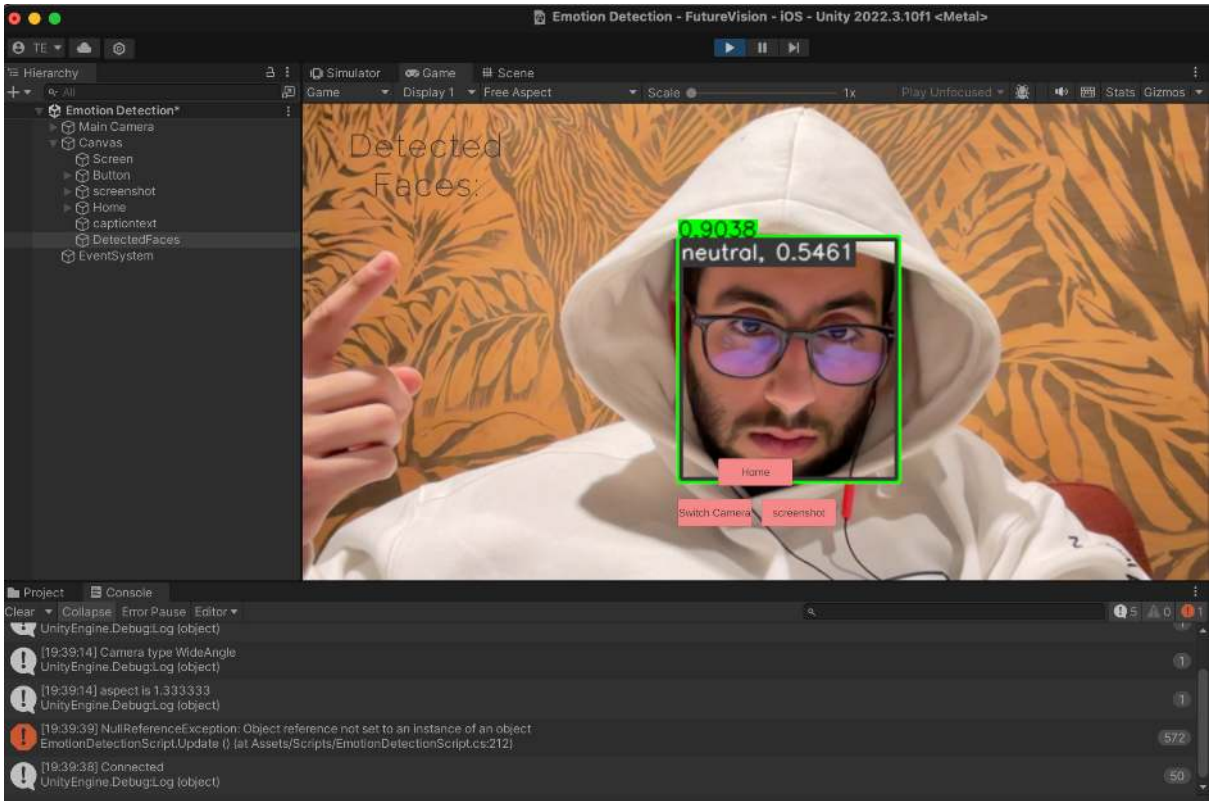 Emotion Detection - FutureVision - iOS - Unity 2022.3.10f1 <Metal>
TE
Hierarchy
All
Emotion Detection*
Main Camera
Canvas
Screen
Button
screenshot
Home
captiontext
DetectedFaces
EventSystem
Simulator Game Scene
Game Display 1 Free Aspect Scale 1x Play Unfocused Stats Gizmos
Detected
Faces:
0.9038
neutral, 0.5461
Home
Switch Camera screenshot
Project Console
Clear Collapse Error Pause Editor 5 0 1
UnityEngine.Debug:Log (object) 1
[19:39:14] Camera type WideAngle
UnityEngine.Debug:Log (object) 1
[19:39:14] aspect is 1.333333
UnityEngine.Debug:Log (object) 1
[19:39:39] NullReferenceException: Object reference not set to an instance of an object
EmotionDetectionScript.Update () (at Assets/Scripts/EmotionDetectionScript.cs:212) 572
[19:39:38] Connected
UnityEngine.Debug:Log (object) 50